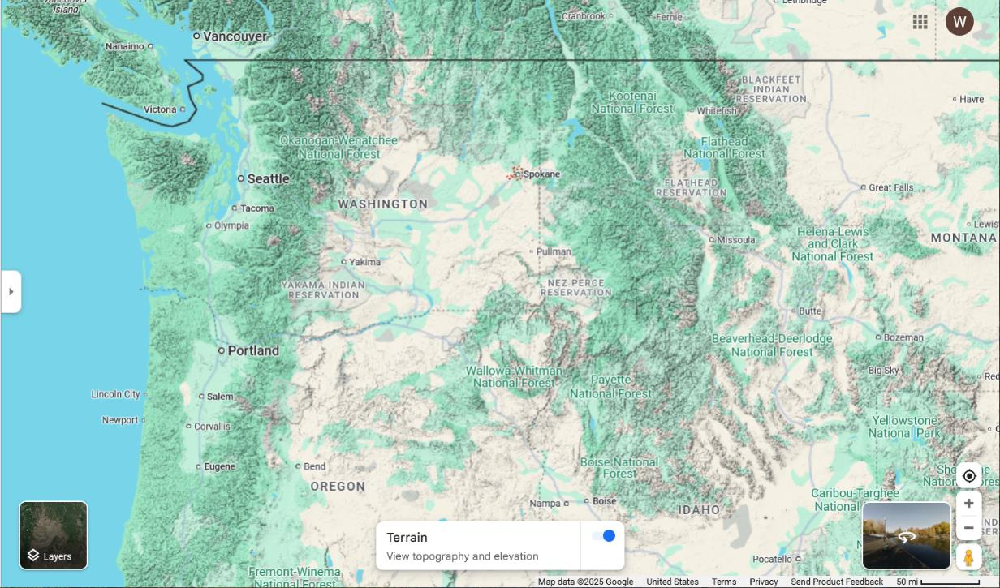 Vancouver
Island
Cranbrook
Fernie
Lethbridge
W
Vancouver
Nanaimo
BLACKFEET
INDIAN
RESERVATION
Kootenai
National Forest
Havre
Victoria
Whitefish
Okanogan-Wenatchee
National Forest
Flathead
National Forest
Seattle
Spokane
FLATHEAD
RESERVATION
Great Falls
WASHINGTON
Tacoma
Olympia
Lewis
Helena-Lewis
and Clark
National Forest
MONTANA
Missoula
Pullman
Yakima
YAKAMA INDIAN
RESERVATION
NEZ PERCE
RESERVATION
Butte
Bozeman
Beaverhead-Deerlodge
National Forest
Portland
Big Sky
Red
Wallowa-Whitman
National Forest
Payette
National Forest
Lincoln City
Salem
Newport
Corvallis
Yellowstone
National Park
Eugene
Bend
Boise National
Forest
OREGON
Caribou-Targhee
National
Nampa
Boise
IDAHO
Terrain
View topography and elevation
Layers
Pocatello
Fremont-Winema
National Forest
Map data ©2025 Google
United States
Terms
Privacy
Send Product Feedback
50 mi